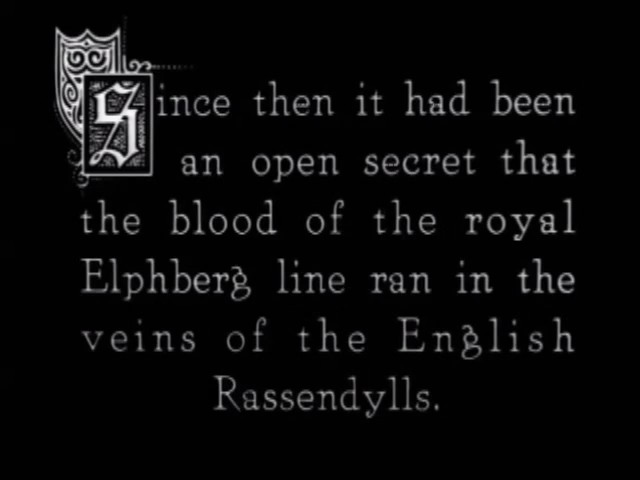 Since then it had been
an open secret that
the blood of the royal
Elphberg line ran in the
veins of the English
Rassendylls.